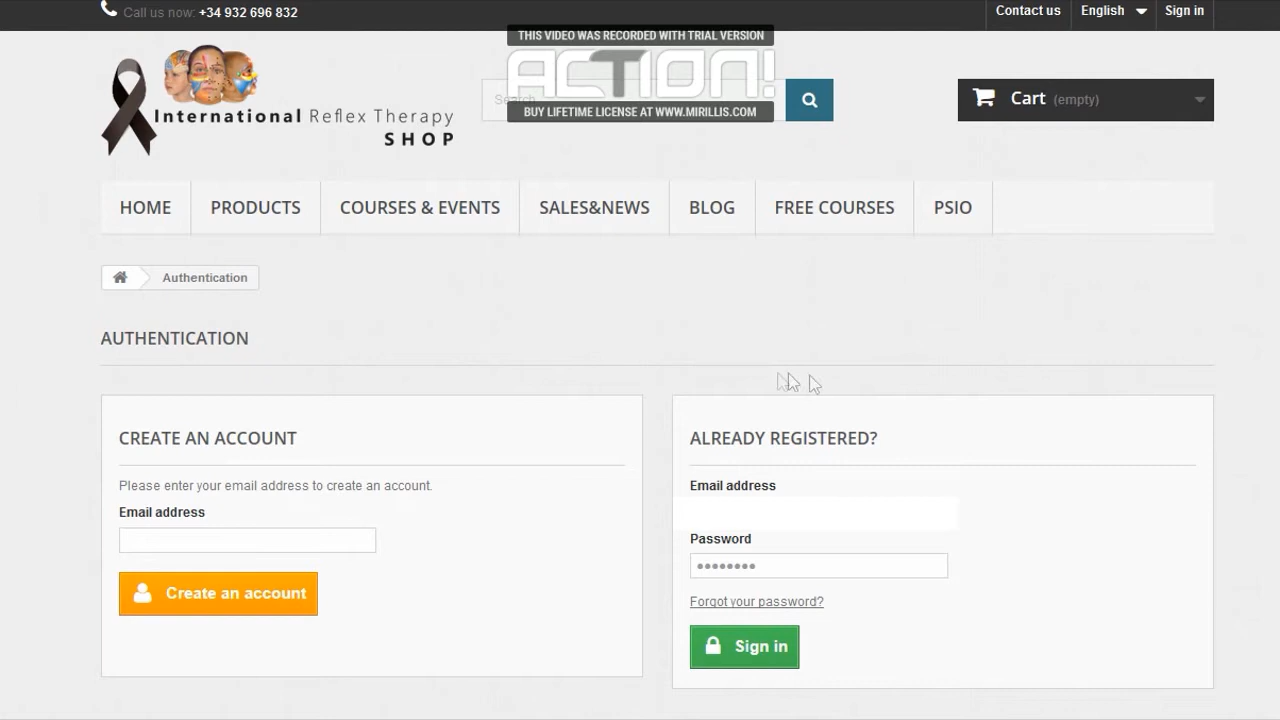 Call us now: +34 932 696 832
Contact us
English
Sign in
THIS VIDEO WAS RECORDED WITH TRIAL VERSION
ACTION!
BUY LIFETIME LICENSE AT WWW.MIRILLIS.COM
International Reflex Therapy
SHOP
Search
Cart (empty)
HOME
PRODUCTS
COURSES & EVENTS
SALES&NEWS
BLOG
FREE COURSES
PSIO
Authentication
AUTHENTICATION
CREATE AN ACCOUNT
Please enter your email address to create an account.
Email address
Create an account
ALREADY REGISTERED?
Email address
Password
Forgot your password?
Sign in